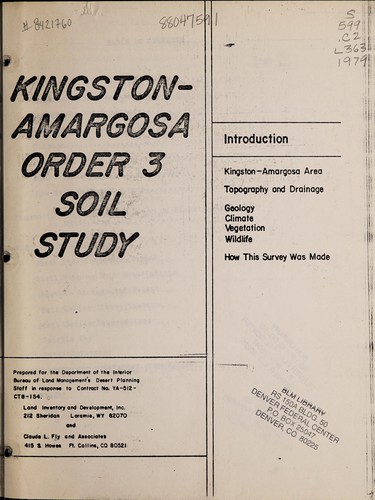 #8421760
88047591
S
599
.C2
L363
1979
KINGSTON-
AMARGOSA
ORDER 3
SOIL
STUDY
Introduction
Kingston-Amargosa Area
Topography and Drainage
Geology
Climate
Vegetation
Wildlife
How This Survey Was Made
Prepared for the Department of the Interior
Bureau of Land Management's Desert Planning
Staff in response to Contract No. YA-512-
CT8-154.
Land Inventory and Development, Inc.
212 Sheridan Laramie, WY 82070
and
Claude L. Fly and Associates
415 S. Howes Ft. Collins, CO 80521
BLM LIBRARY
RS 150A BLDG. 50
DENVER FEDERAL CENTER
P.O. BOX 25047
DENVER, CO 80225